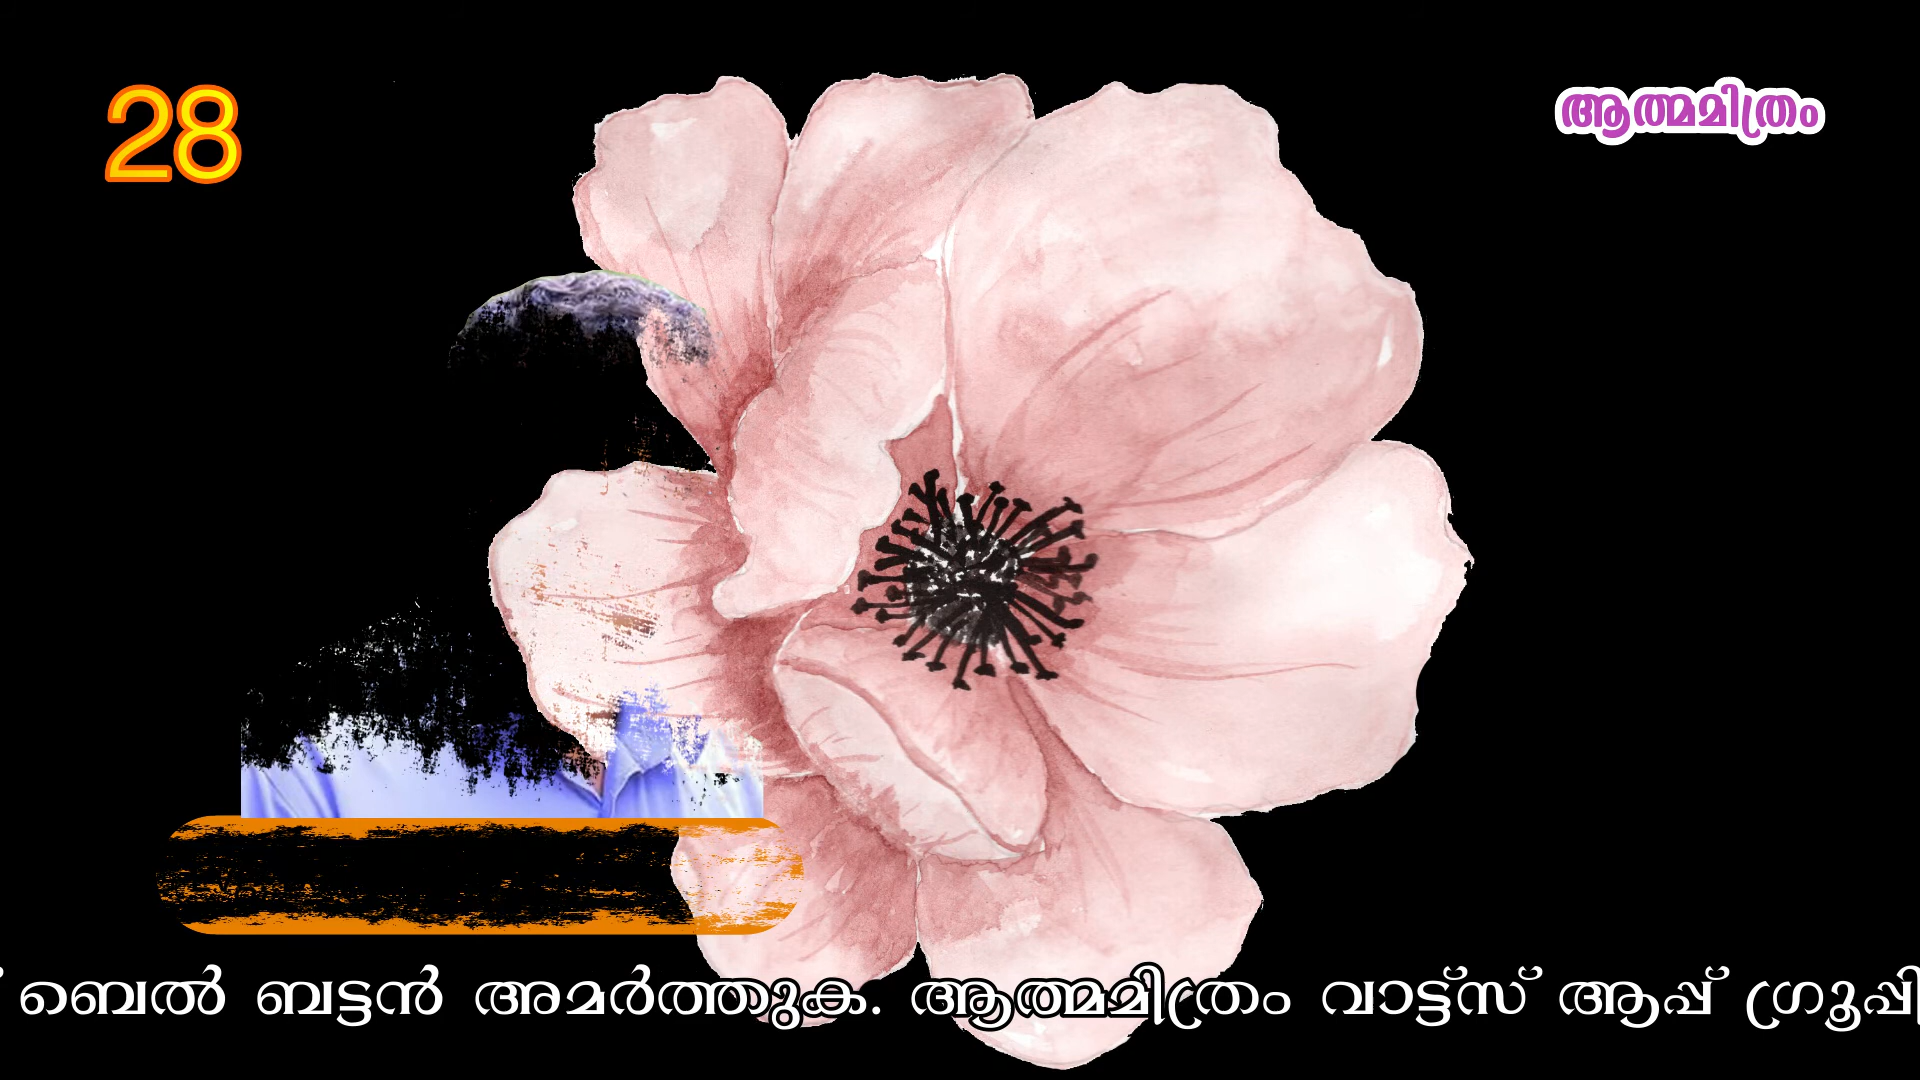 28
ആത്മമിത്രം
ബെൽ ബട്ടൻ അമർത്തുക. ആത്മമിത്രം വാട്ട്സ് ആപ്പ്